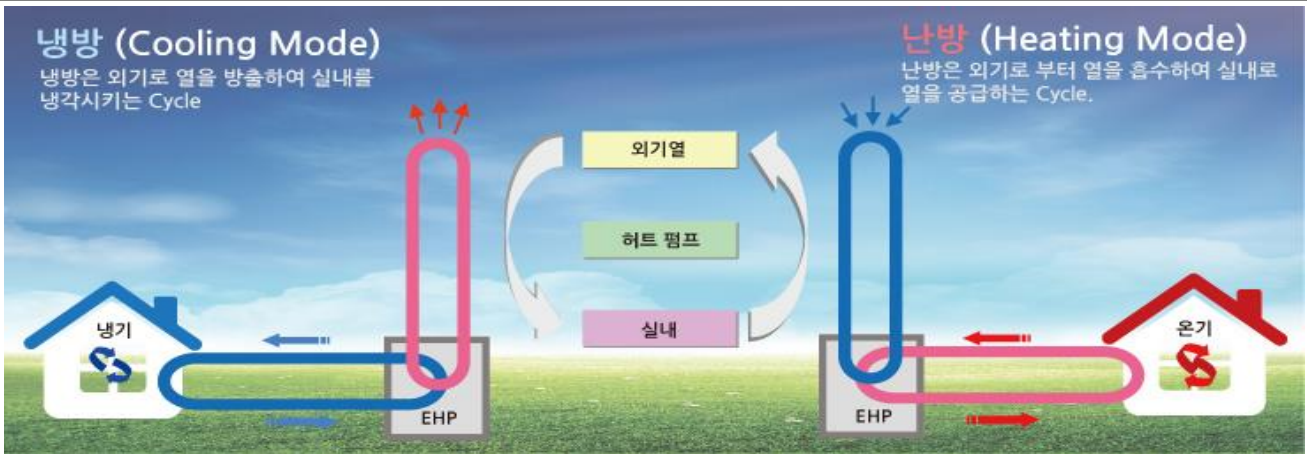 냉방 (Cooling Mode)
냉방은 외기로 열을 방출하여 실내를
냉각시키는 Cycle
난방 (Heating Mode)
난방은 외기로 부터 열을 흡수하여 실내로
열을 공급하는 Cycle.
외기열
허트 펌프
실내
냉기
EHP
EHP
온기